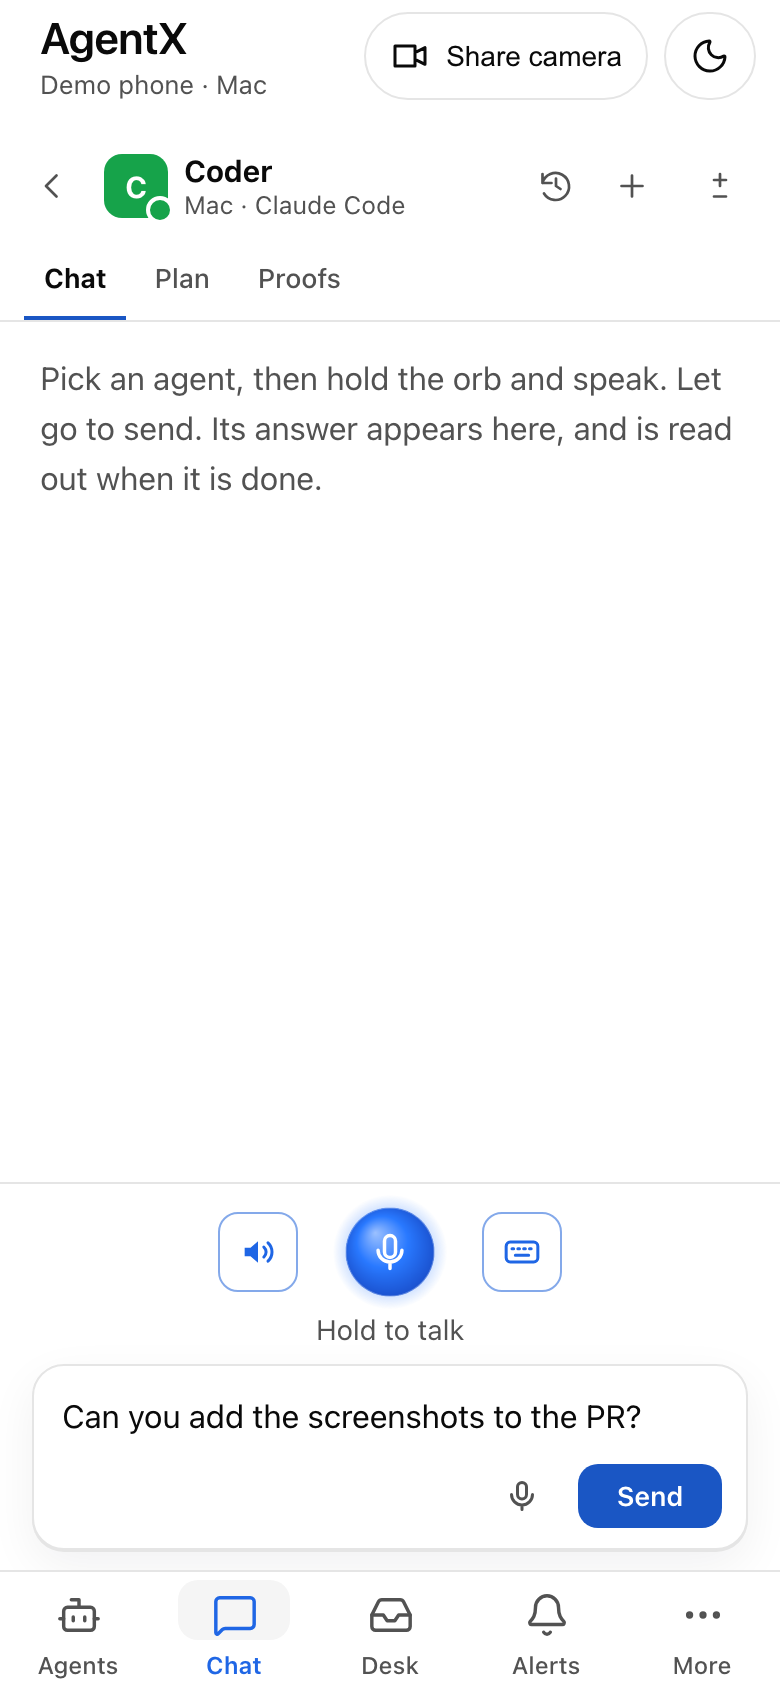 AgentX
Demo phone · Mac
Share camera
C
Coder
Mac · Claude Code
Chat
Plan
Proofs
Pick an agent, then hold the orb and speak. Let
go to send. Its answer appears here, and is read
out when it is done.
Hold to talk
Can you add the screenshots to the PR?
Send
Agents
Chat
Desk
Alerts
More